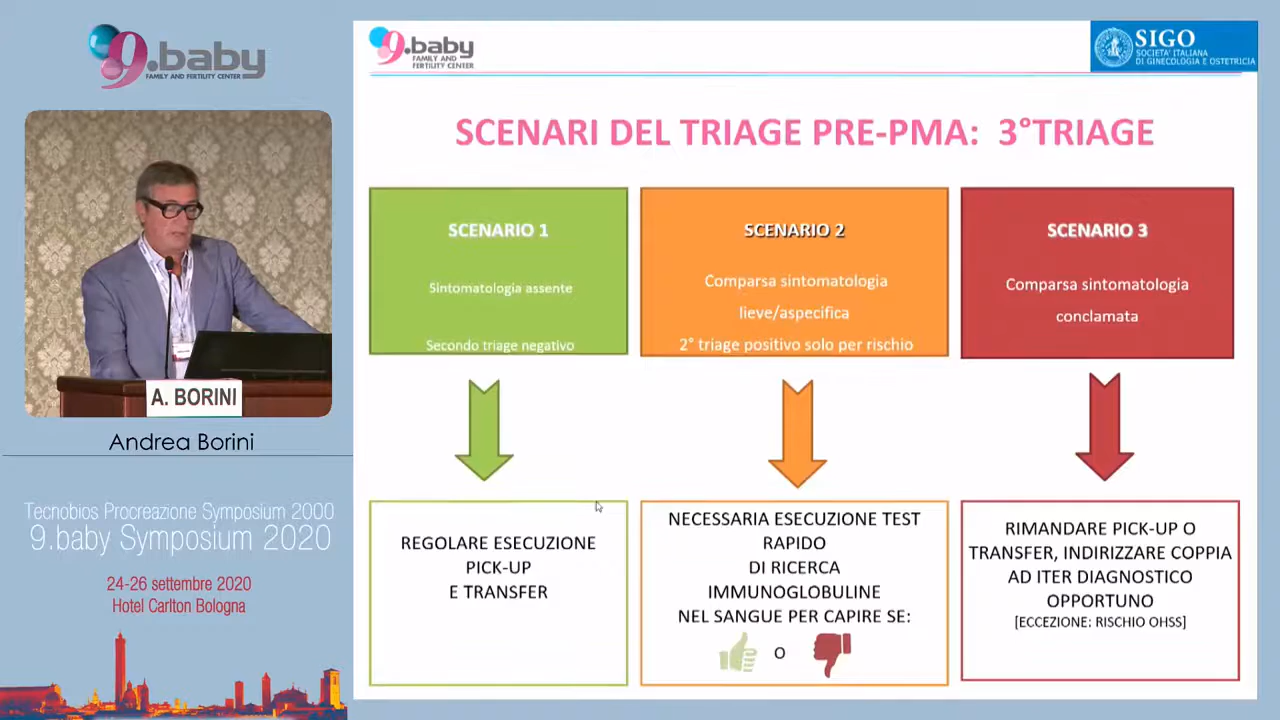 9.baby
FAMILY AND FERTILITY CENTER
A. BORINI
Andrea Borini
Tecnobios Procreazione Symposium 2000
9.baby Symposium 2020
24-26 settembre 2020
Hotel Carlton Bologna
9.baby
FAMILY AND
FERTILITY CENTER
SIGO
SOCIETA' ITALIANA
DI GINECOLOGIA E OSTETRICIA
SCENARI DEL TRIAGE PRE-PMA: 3°TRIAGE
SCENARIO 1
Sintomatologia assente
Secondo triage negativo
SCENARIO 2
Comparsa sintomatologia
lieve/aspecifica
2° triage positivo solo per rischio
SCENARIO 3
Comparsa sintomatologia
conclamata
REGOLARE ESECUZIONE
PICK-UP
E TRANSFER
NECESSARIA ESECUZIONE TEST
RAPIDO
DI RICERCA
IMMUNOGLOBULINE
NEL SANGUE PER CAPIRE SE:
O
RIMANDARE PICK-UP O
TRANSFER, INDIRIZZARE COPPIA
AD ITER DIAGNOSTICO
OPPORTUNO
[ECCEZIONE: RISCHIO OHSS]